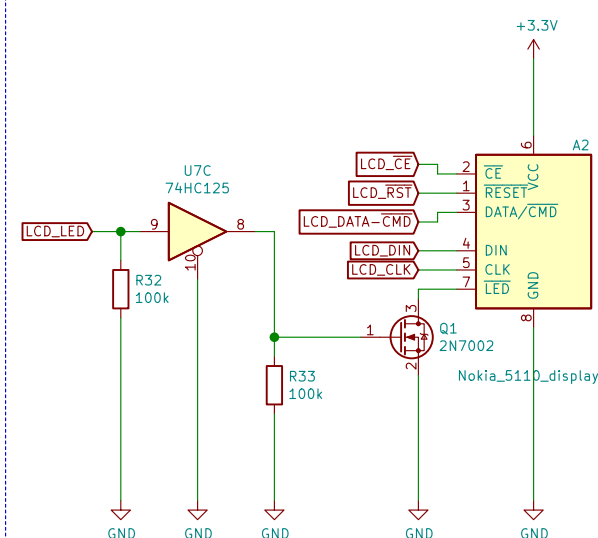 +3.3V
A2
6
VCC
U7C
74HC125
LCD_CE
2
CE
LCD_RST
1
RESET
LCD_DATA-CMD
3
DATA/CMD
LCD_LED
9
8
10
LCD_DIN
4
DIN
LCD_CLK
5
CLK
7
LED
GND
R32
100k
3
1
Q1
2N7002
2
8
R33
100k
Nokia_5110_display
GND
GND
GND
GND
GND